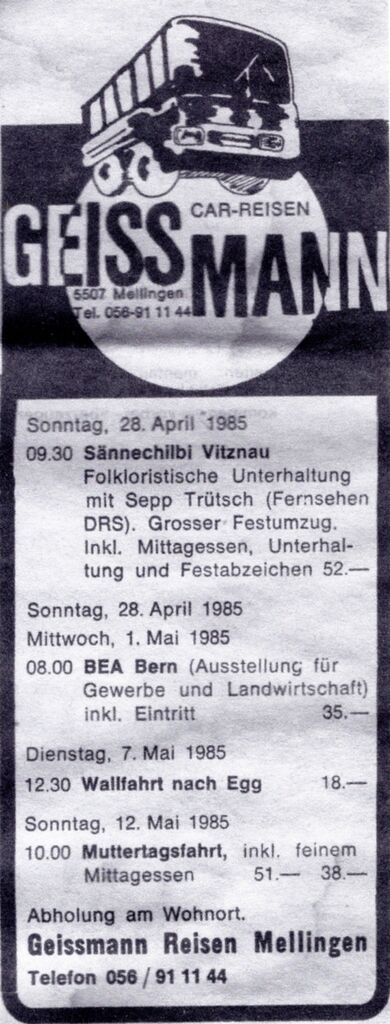 CAR-REISEN
GEISSMANN
5507 Mellingen
Tel. 056-91 11 44
Sonntag, 28. April 1985
09.30 Sännechilbi Vitznau
Folkloristische Unterhaltung
mit Sepp Trütsch (Fernsehen
DRS). Grosser Festumzug.
Inkl. Mittagessen, Unterhal-
tung und Festabzeichen 52.—
Sonntag, 28. April 1985
Mittwoch, 1. Mai 1985
08.00 BEA Bern (Ausstellung für
Gewerbe und Landwirtschaft)
inkl. Eintritt 35.—
Dienstag, 7. Mai 1985
12.30 Wallfahrt nach Egg 18.—
Sonntag, 12. Mai 1985
10.00 Muttertagsfahrt, inkl. feinem
Mittagessen 51.— 38.—
Abholung am Wohnort.
Geissmann Reisen Mellingen
Telefon 056 / 91 11 44